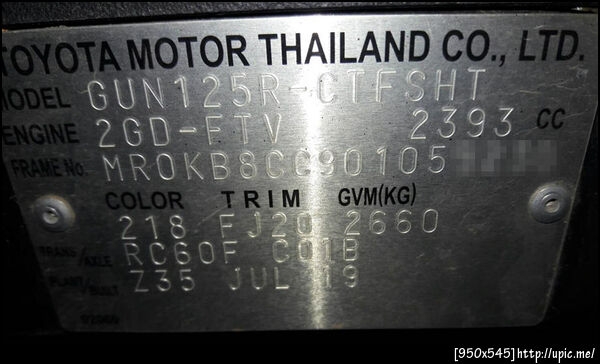 TOYOTA MOTOR THAILAND CO., LTD.
MODEL GUN125R-CTFSHT
ENGINE 2GD-FTV 2393 CC
FRAME No. MR0KB8CC90105
COLOR TRIM GVM(KG)
218 FJ20 2660
TRANS/AXLE RC60F C01B
PLANT/BUILT Z35 JUL 19
[950x545]http://upic.me/